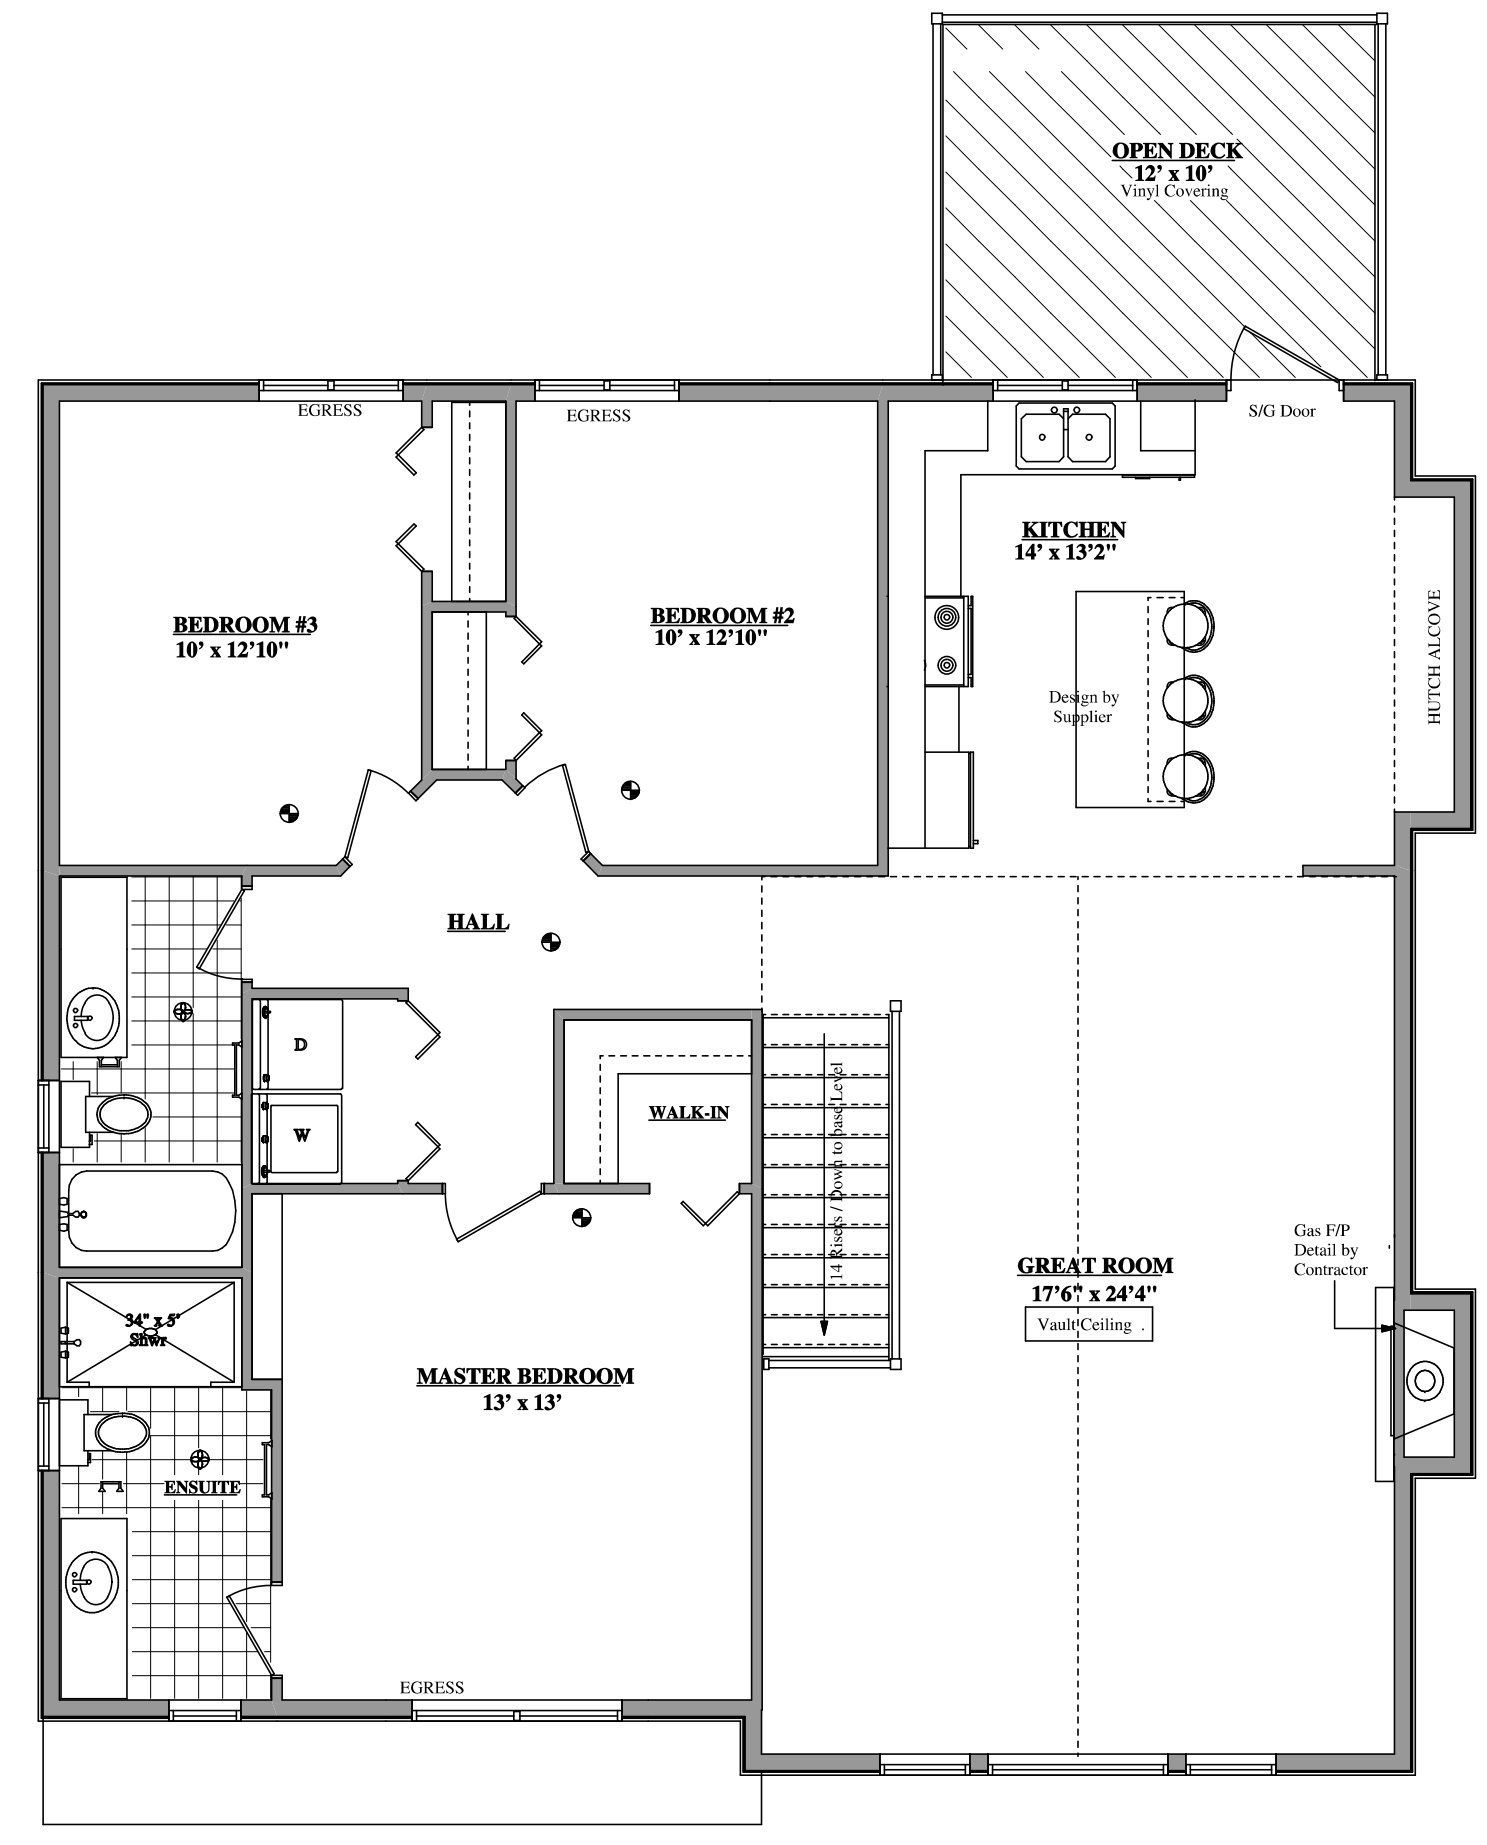 OPEN DECK
12' x 10'
Vinyl Covering
EGRESS
EGRESS
S/G Door
KITCHEN
14' x 13'2"
HUTCH ALCOVE
BEDROOM #3
10' x 12'10"
BEDROOM #2
10' x 12'10"
Design by
Supplier
HALL
D
W
WALK-IN
14 Risers / Down to base Level
Gas F/P
Detail by
Contractor
GREAT ROOM
17'6" x 24'4"
Vault Ceiling .
34" x 5'
Shwr
MASTER BEDROOM
13' x 13'
ENSUITE
EGRESS